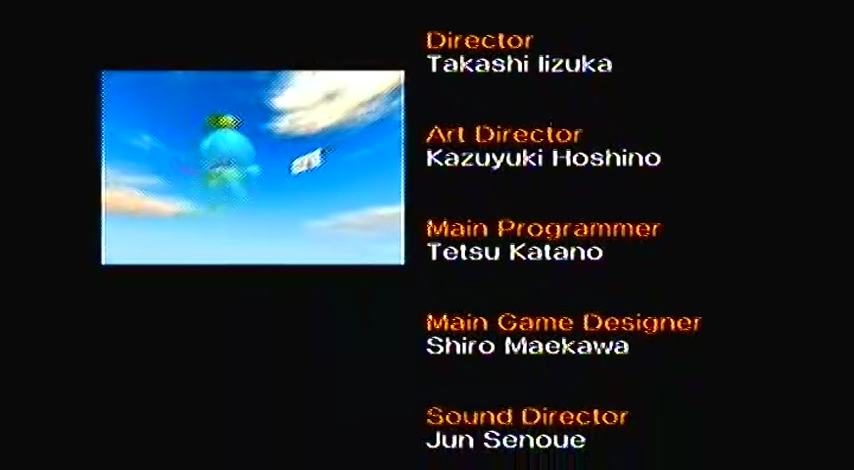 Director
Takashi Iizuka
Art Director
Kazuyuki Hoshino
Main Programmer
Tetsu Katano
Main Game Designer
Shiro Maekawa
Sound Director
Jun Senoue